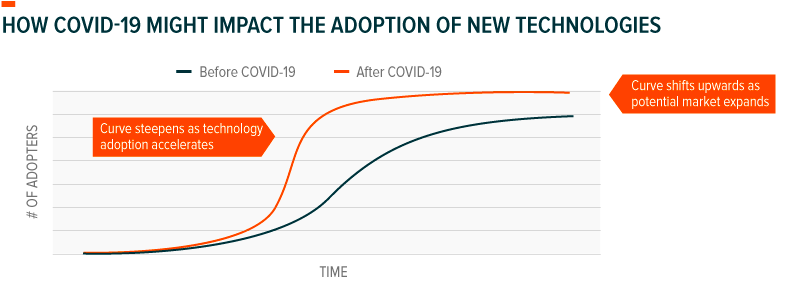 HOW COVID-19 MIGHT IMPACT THE ADOPTION OF NEW TECHNOLOGIES
Before COVID-19
After COVID-19
Curve shifts upwards as
potential market expands
Curve steepens as technology
adoption accelerates
# OF ADOPTERS
TIME